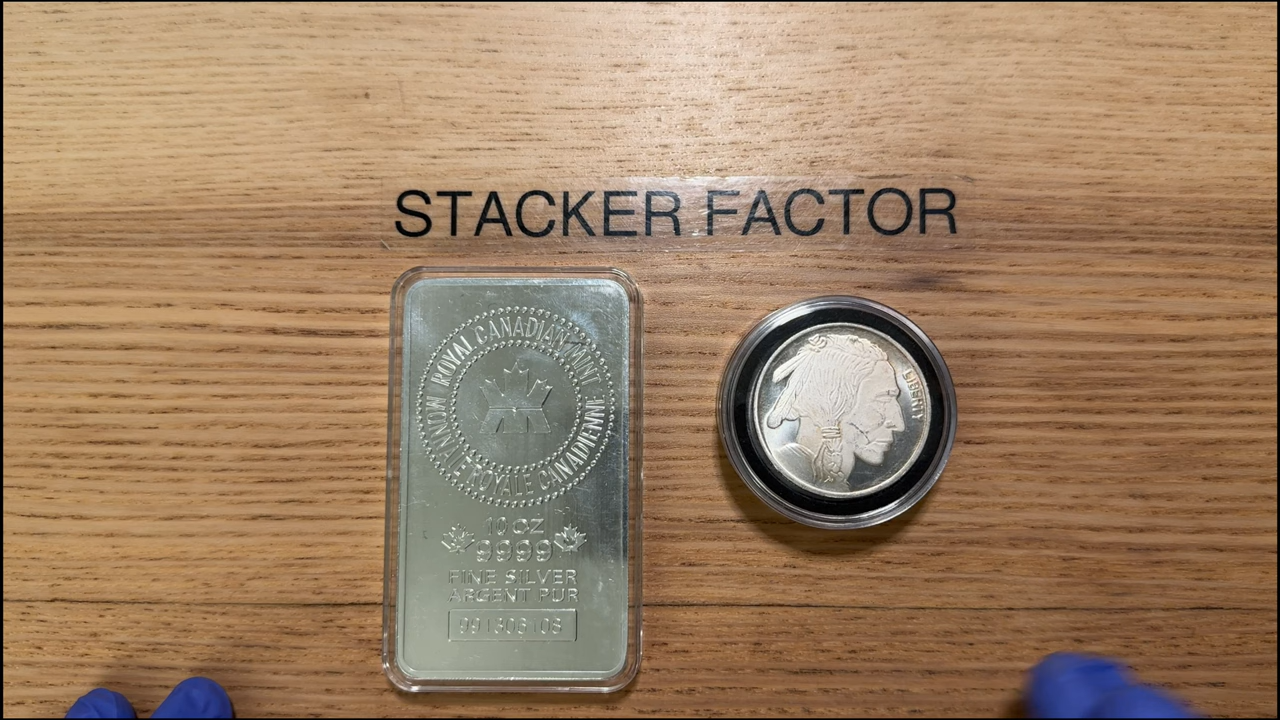 STACKER FACTOR
ROYAL CANADIAN MINT
MONNAIE ROYALE CANADIENNE
10 OZ
9999
FINE SILVER
ARGENT PUR
LIBERTY